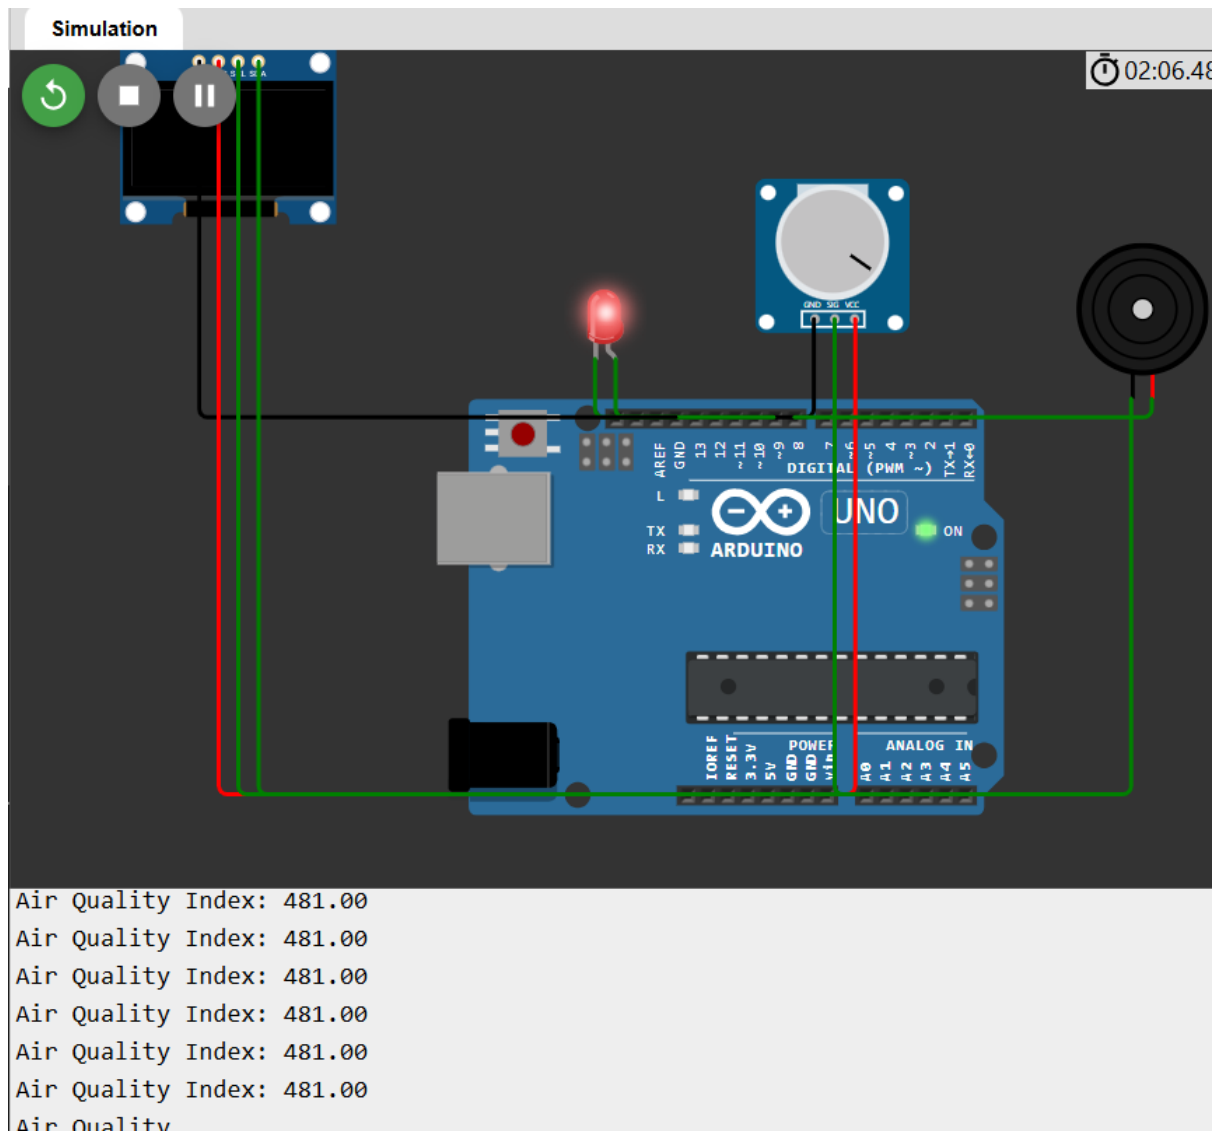 Simulation
02:06.48
GND SIG VCC
AREF
GND
13
12
~11
~10
~9
8
7
~6
~5
4
~3
2
TX→1
RX←0
DIGITAL (PWM ~)
L
TX
RX
UNO
ARDUINO
ON
POWER
ANALOG IN
IOREF
RESET
3.3V
5V
GND
GND
Vin
A0
A1
A2
A3
A4
A5
Air Quality Index: 481.00
Air Quality Index: 481.00
Air Quality Index: 481.00
Air Quality Index: 481.00
Air Quality Index: 481.00
Air Quality Index: 481.00
Air Quality